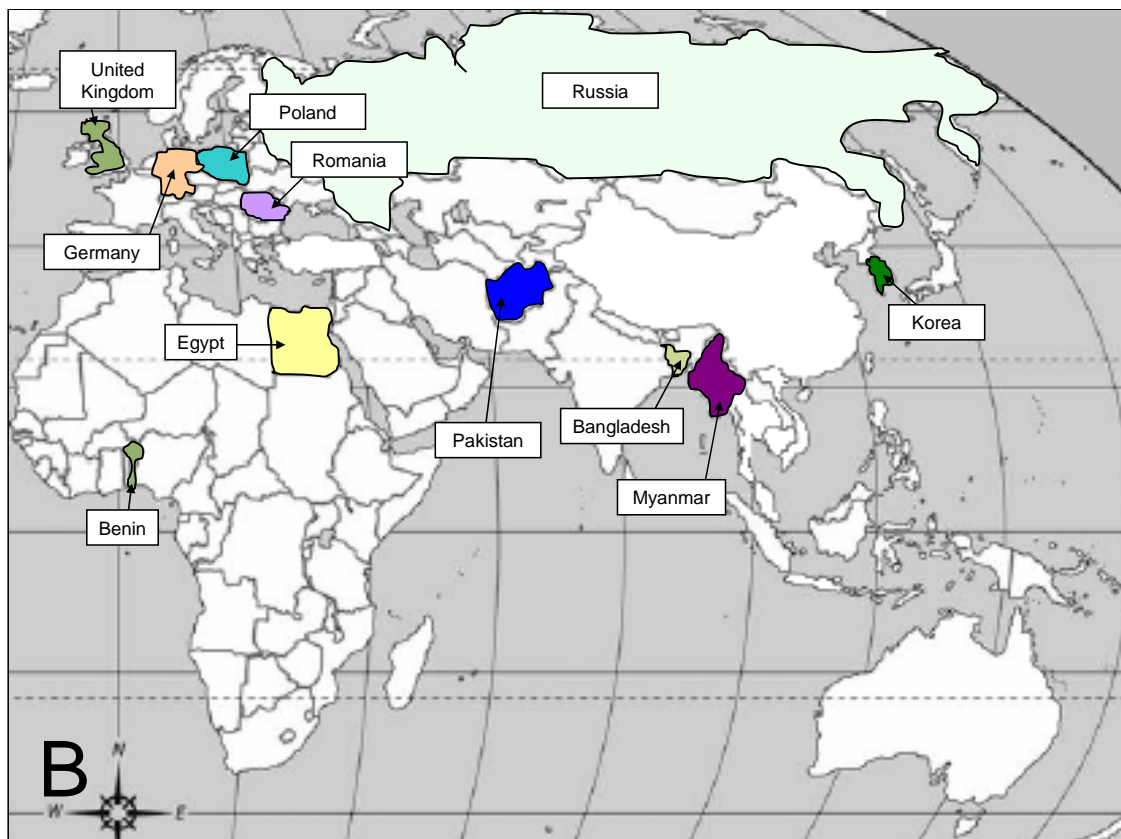 United
Kingdom
Russia
Poland
Romania
Germany
Egypt
Korea
Pakistan
Bangladesh
Myanmar
Benin
B
N
W
E